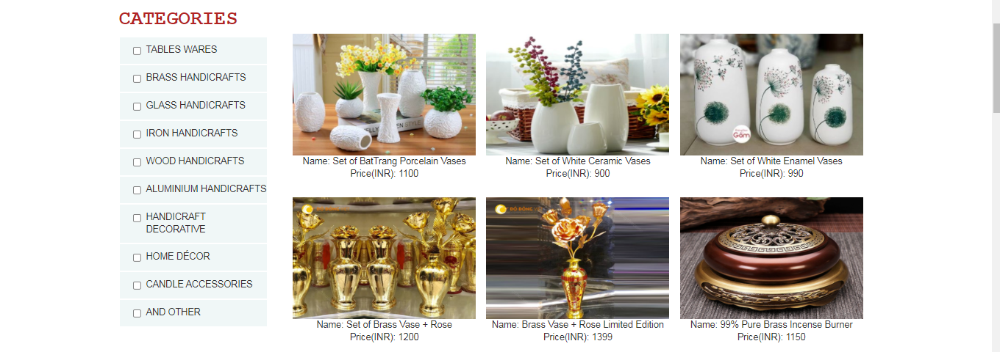 CATEGORIES
TABLES WARES
BRASS HANDICRAFTS
GLASS HANDICRAFTS
IRON HANDICRAFTS
WOOD HANDICRAFTS
ALUMINIUM HANDICRAFTS
HANDICRAFT
DECORATIVE
HOME DÉCOR
CANDLE ACCESSORIES
AND OTHER
Gốm
Name: Set of BatTrang Porcelain Vases
Price(INR): 1100
Name: Set of White Ceramic Vases
Price(INR): 900
Name: Set of White Enamel Vases
Price(INR): 990
ĐỒ ĐỒNG
Name: Set of Brass Vase + Rose
Price(INR): 1200
Name: Brass Vase + Rose Limited Edition
Price(INR): 1399
Name: 99% Pure Brass Incense Burner
Price(INR): 1150